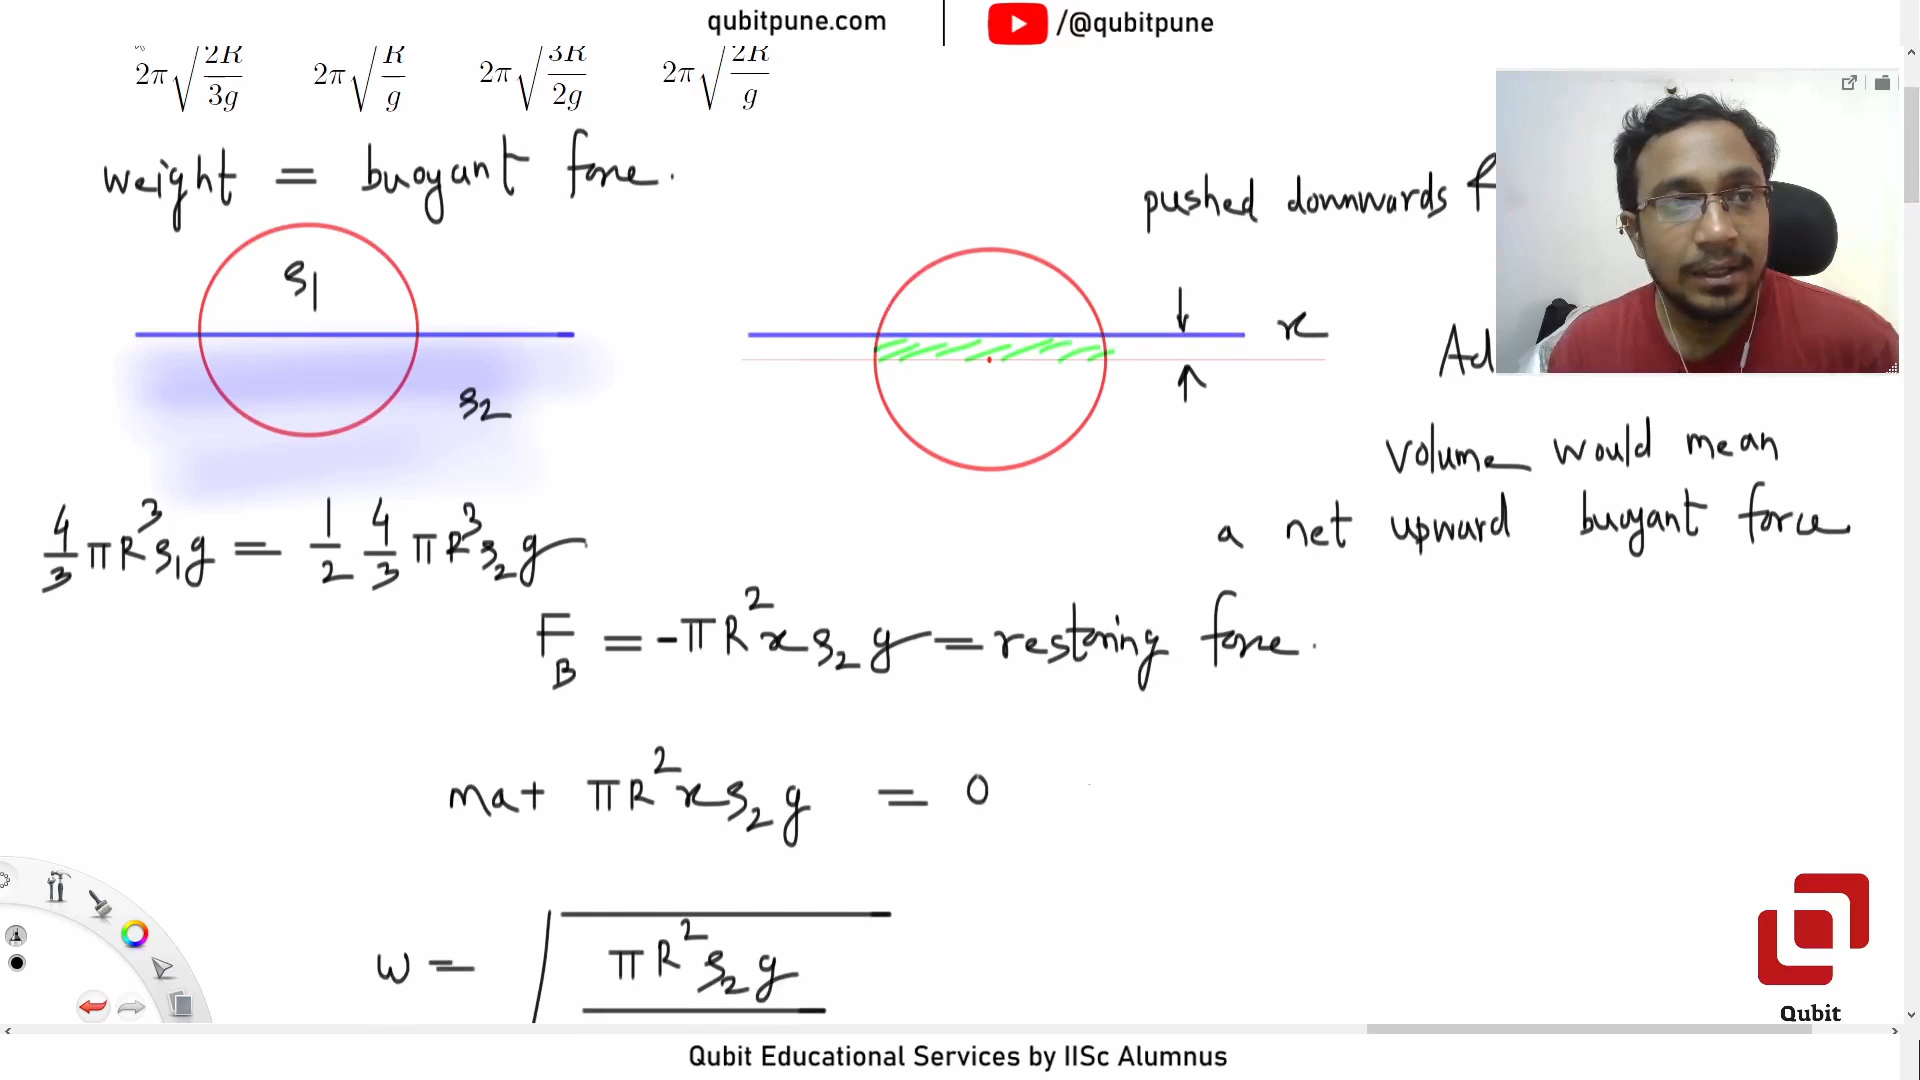 qubitpune.com | /@qubitpune
2π√(2R/3g) 2π√(R/g) 2π√(3R/2g) 2π√(2R/g)
weight = buoyant force.
pushed downwards f
ρ₁
x
Ad
ρ₂
volume would mean
a net upward buoyant force
4/3 πR³ρ₁g = 1/2 4/3 πR³ρ₂g
F_B = -πR²xρ₂g = restoring force.
ma + πR²xρ₂g = 0
ω = √(πR²ρ₂g
Qubit
Qubit Educational Services by IISc Alumnus